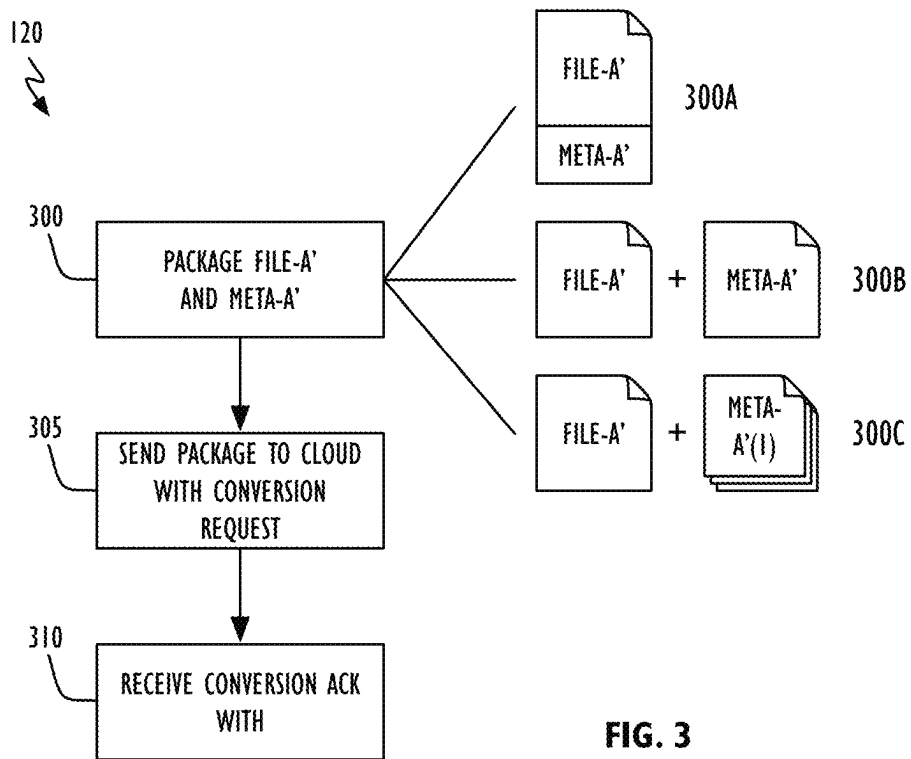 120
FILE-A'
300A
META-A'
300
PACKAGE FILE-A'
AND META-A'
FILE-A'
+
META-A'
300B
305
SEND PACKAGE TO CLOUD
WITH CONVERSION
REQUEST
FILE-A'
+
META-
A'(1)
300C
310
RECEIVE CONVERSION ACK
WITH
FIG. 3